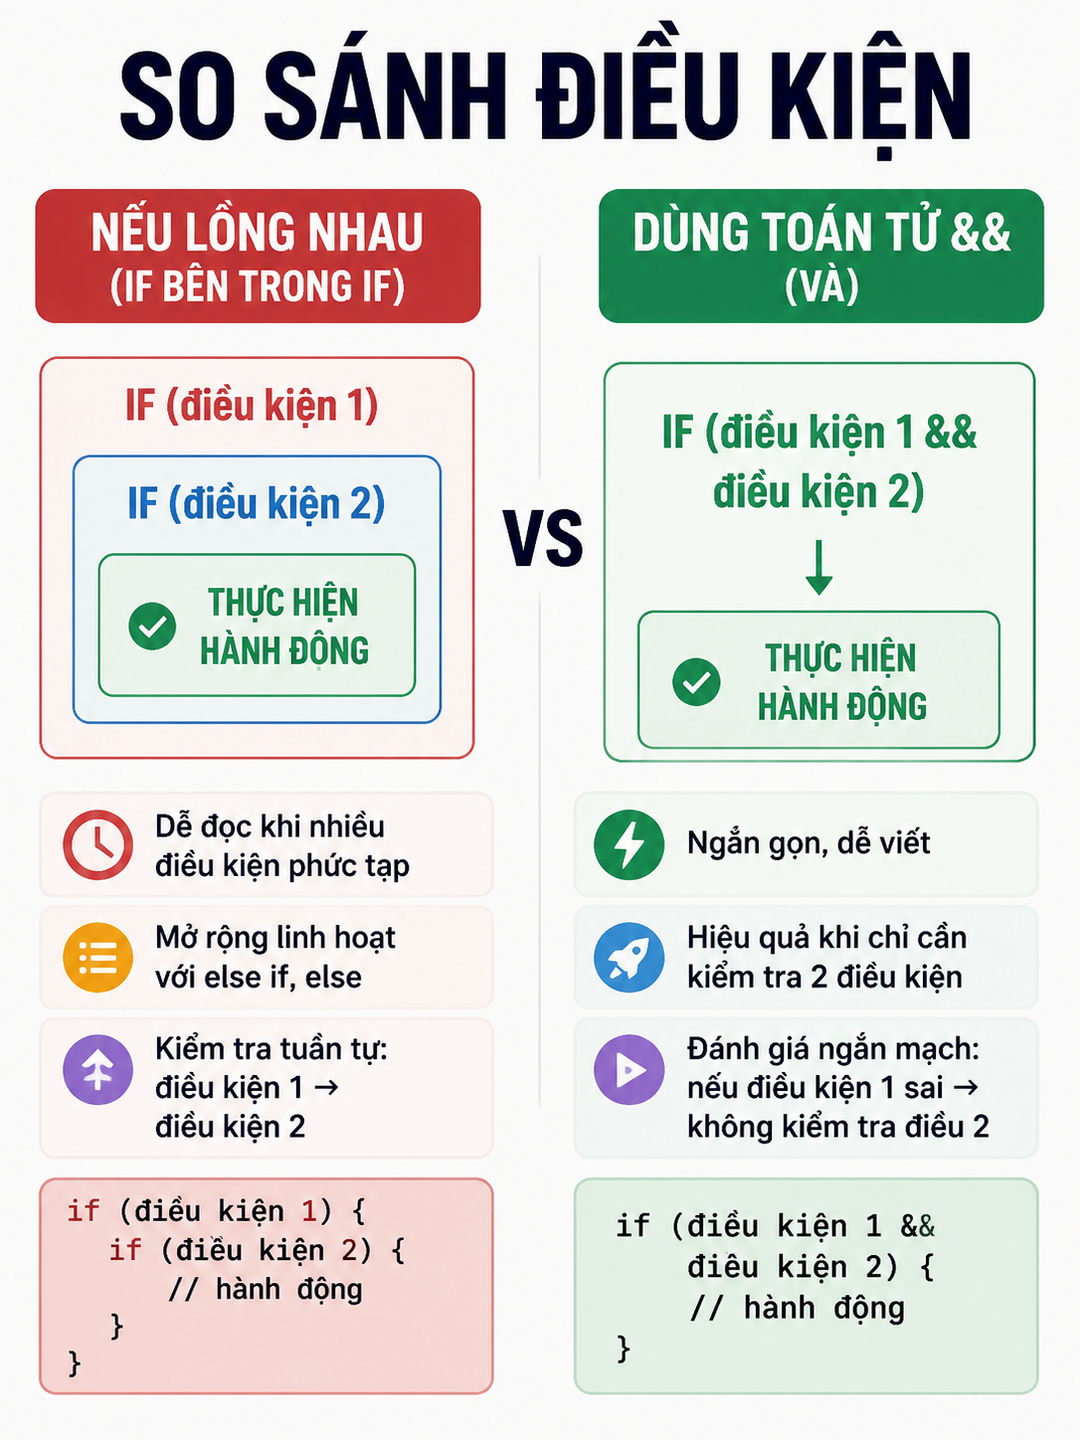 SO SÁNH ĐIỀU KIỆN
NẾU LỒNG NHAU
(IF BÊN TRONG IF)
IF (điều kiện 1)
IF (điều kiện 2)
THỰC HIỆN
HÀNH ĐỘNG
VS
DÙNG TOÁN TỬ &&
(VÀ)
IF (điều kiện 1 &&
điều kiện 2)
THỰC HIỆN
HÀNH ĐỘNG
Dễ đọc khi nhiều
điều kiện phức tạp
Mở rộng linh hoạt
với else if, else
Kiểm tra tuần tự:
điều kiện 1 →
điều kiện 2
Ngắn gọn, dễ viết
Hiệu quả khi chỉ cần
kiểm tra 2 điều kiện
Đánh giá ngắn mạch:
nếu điều kiện 1 sai →
không kiểm tra điều 2
if (điều kiện 1) {
if (điều kiện 2) {
// hành động
}
}
if (điều kiện 1 &&
điêu kiện 2) {
// hành động
}